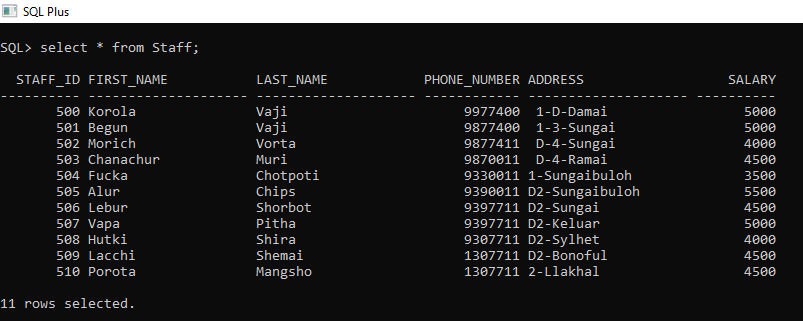 SQL Plus
SQL> select * from Staff;
STAFF_ID FIRST_NAME LAST_NAME PHONE_NUMBER ADDRESS SALARY
---------- -------------------- -------------------- ------------ -------------------- ----------
500 Korola Vaji 9977400 1-D-Damai 5000
501 Begun Vaji 9877400 1-3-Sungai 5000
502 Morich Vorta 9877411 D-4-Sungai 4000
503 Chanachur Muri 9870011 D-4-Ramai 4500
504 Fucka Chotpoti 9330011 1-Sungaibuloh 3500
505 Alur Chips 9390011 D2-Sungaibuloh 5500
506 Lebur Shorbot 9397711 D2-Sungai 4500
507 Vapa Pitha 9397711 D2-Keluar 5000
508 Hutki Shira 9307711 D2-Sylhet 4000
509 Lacchi Shemai 1307711 D2-Bonoful 4500
510 Porota Mangsho 1307711 2-Llakhal 4500
11 rows selected.